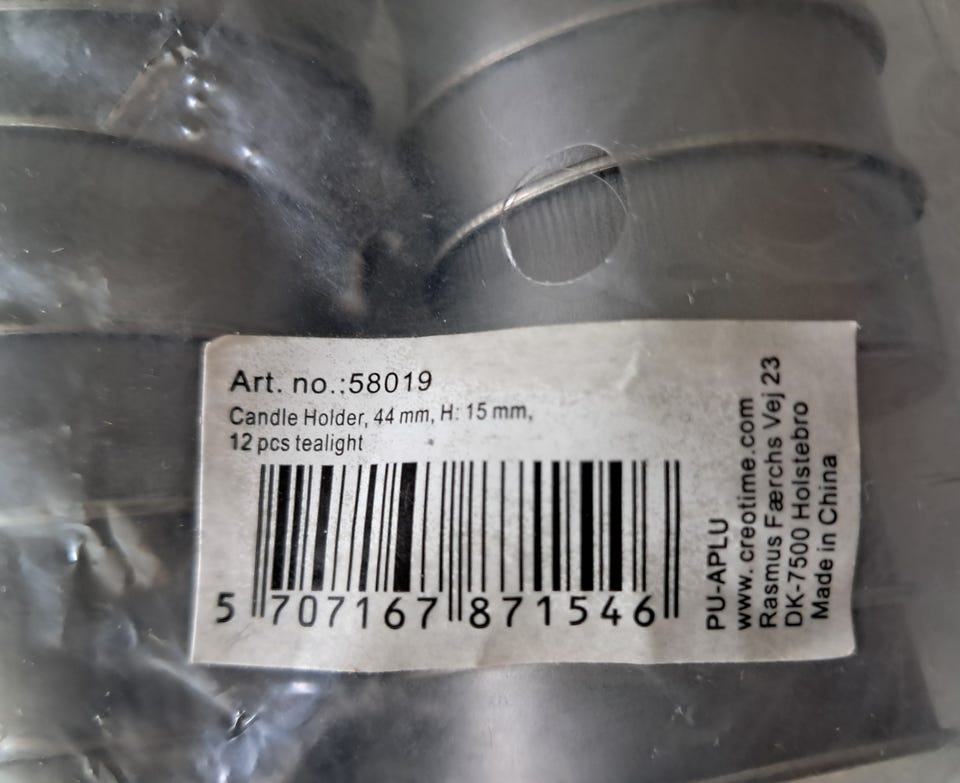 Art. no.:58019
Candle Holder, 44 mm, H: 15 mm,
12 pcs tealight
5 707167 871546
PU-APLU
www.creotime.com
Rasmus Færchs Vej 23
DK-7500 Holstebro
Made in China